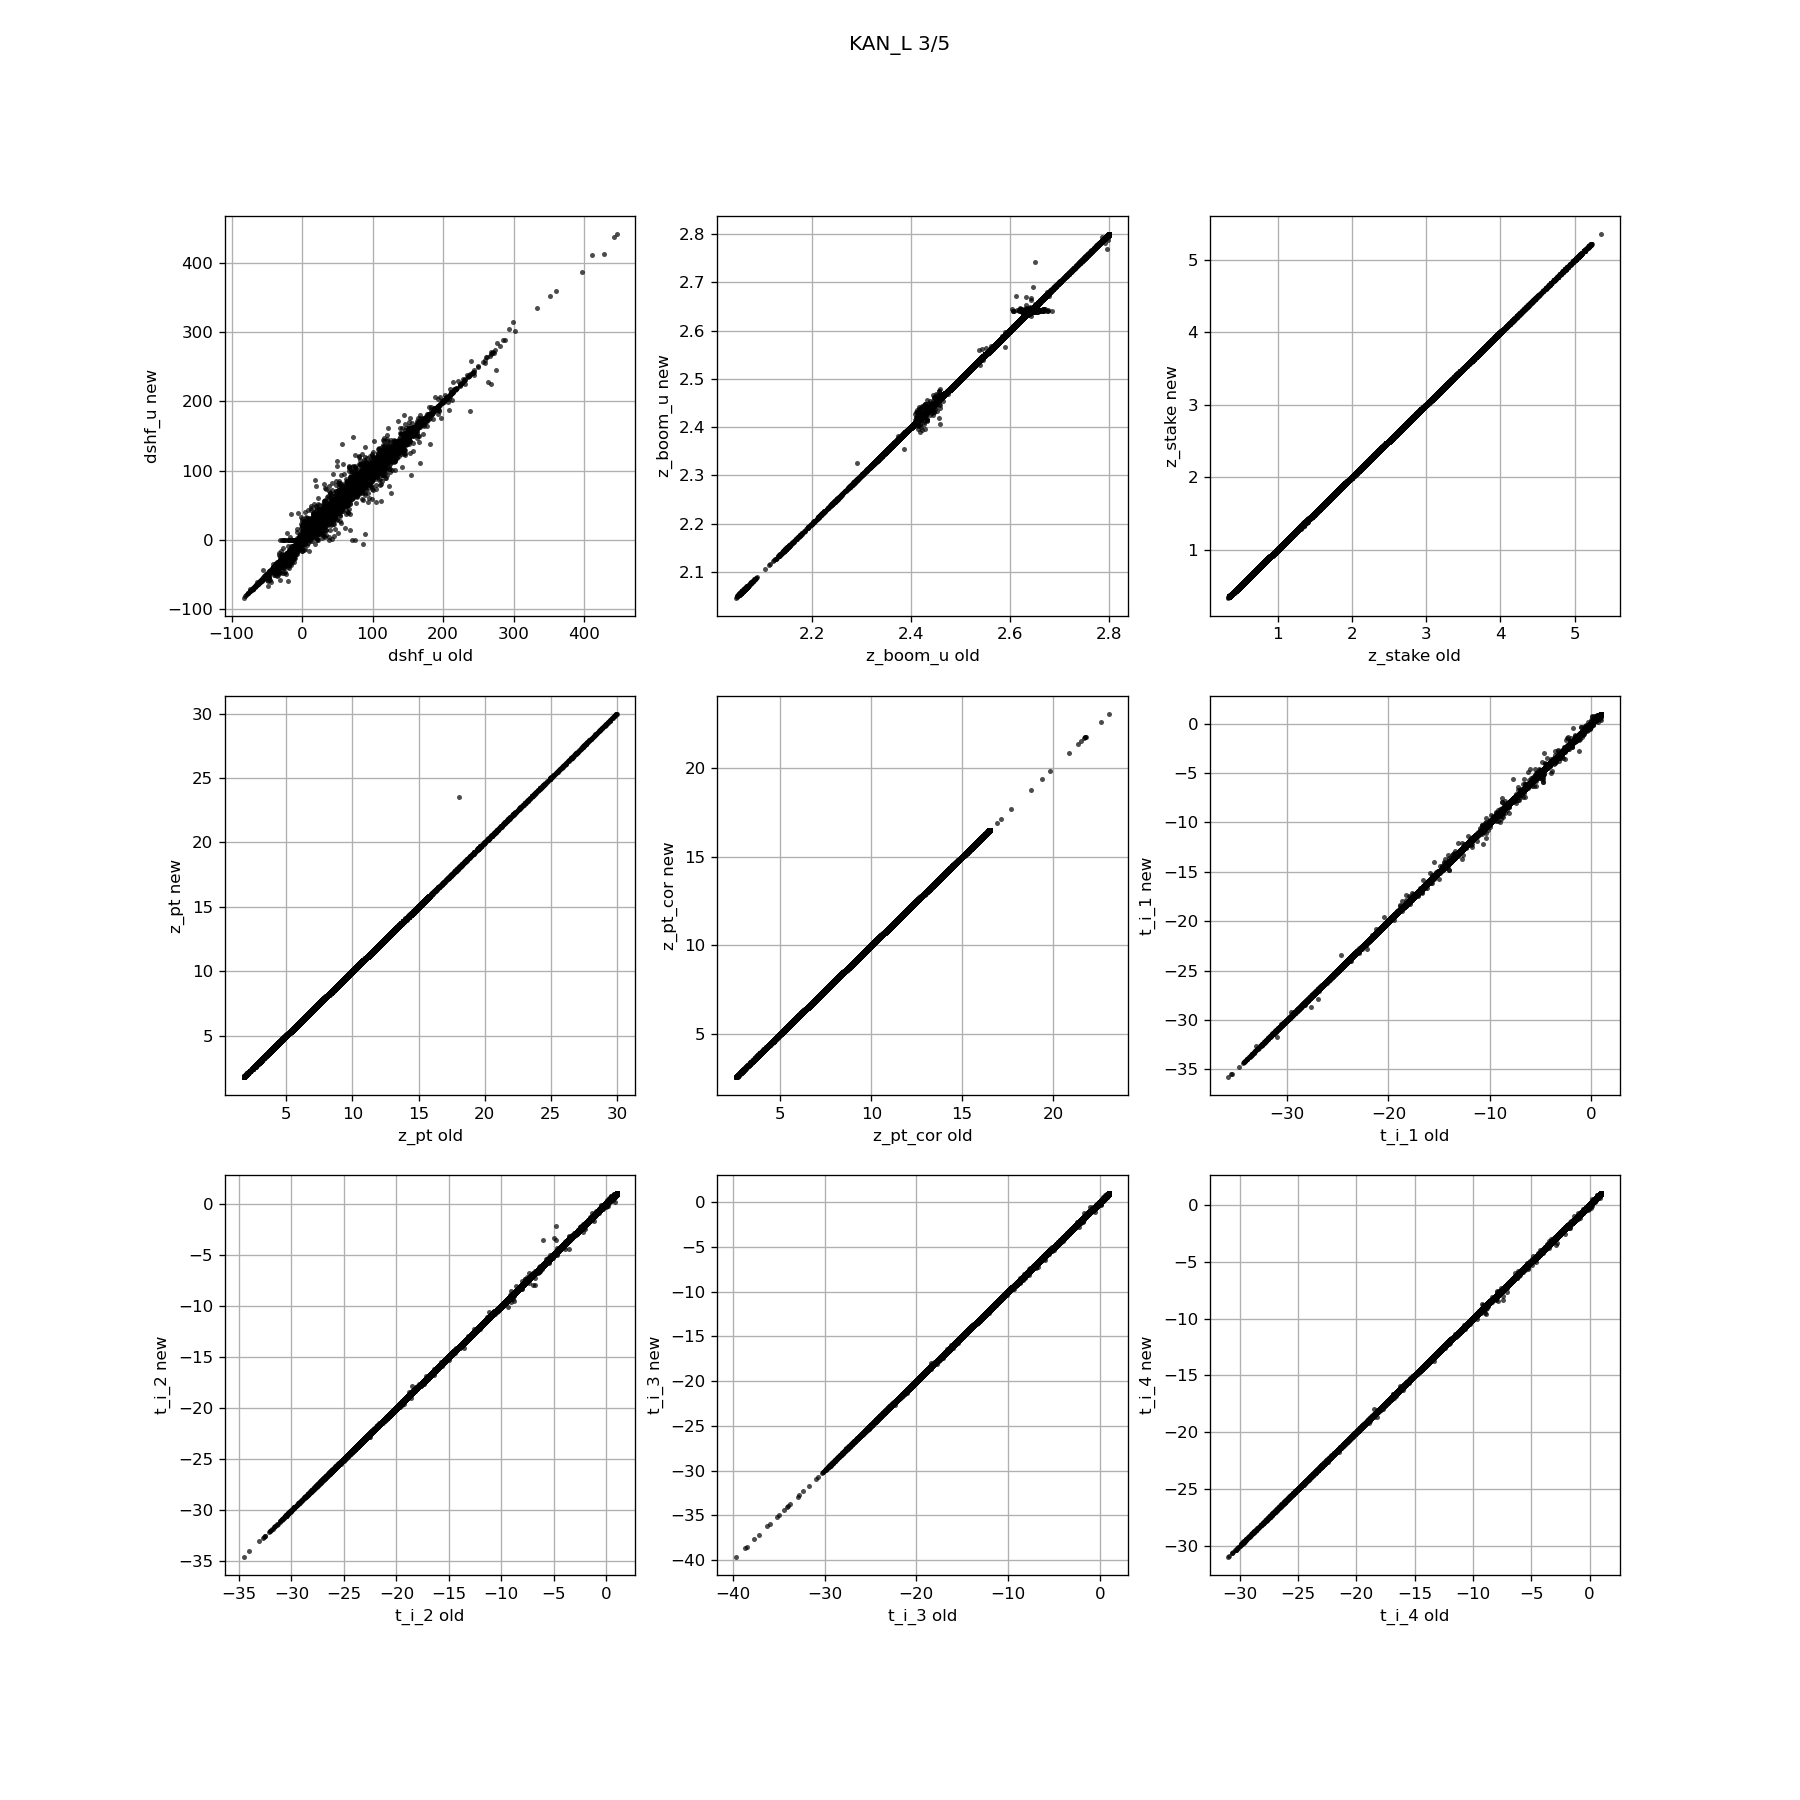 KAN_L 3/5
dshf_u new
400
300
200
100
0
−100
−100 0 100 200 300 400
dshf_u old
z_boom_u new
2.8
2.7
2.6
2.5
2.4
2.3
2.2
2.1
2.2 2.4 2.6 2.8
z_boom_u old
z_stake new
5
4
3
2
1
1 2 3 4 5
z_stake old
z_pt new
30
25
20
15
10
5
5 10 15 20 25 30
z_pt old
z_pt_cor new
20
15
10
5
5 10 15 20
z_pt_cor old
t_i_1 new
0
−5
−10
−15
−20
−25
−30
−35
−30 −20 −10 0
t_i_1 old
t_i_2 new
0
−5
−10
−15
−20
−25
−30
−35
−35 −30 −25 −20 −15 −10 −5 0
t_i_2 old
t_i_3 new
0
−5
−10
−15
−20
−25
−30
−35
−40
−40 −30 −20 −10 0
t_i_3 old
t_i_4 new
0
−5
−10
−15
−20
−25
−30
−30 −25 −20 −15 −10 −5 0
t_i_4 old